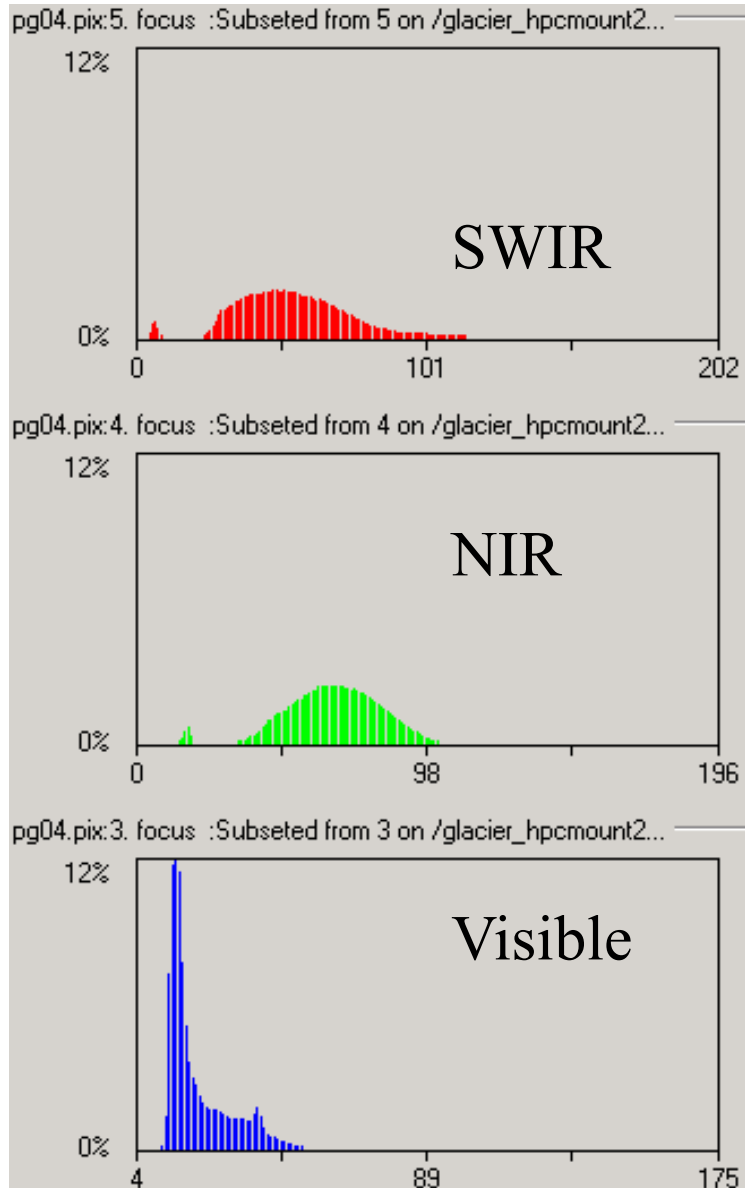 pg04.pix:5. focus :Subseted from 5 on /glacier_hpcmount2...
12%
SWIR
0%
0 101 202
pg04.pix:4. focus :Subseted from 4 on /glacier_hpcmount2...
12%
NIR
0%
0 98 196
pg04.pix:3. focus :Subseted from 3 on /glacier_hpcmount2...
12%
Visible
0%
4 89 175